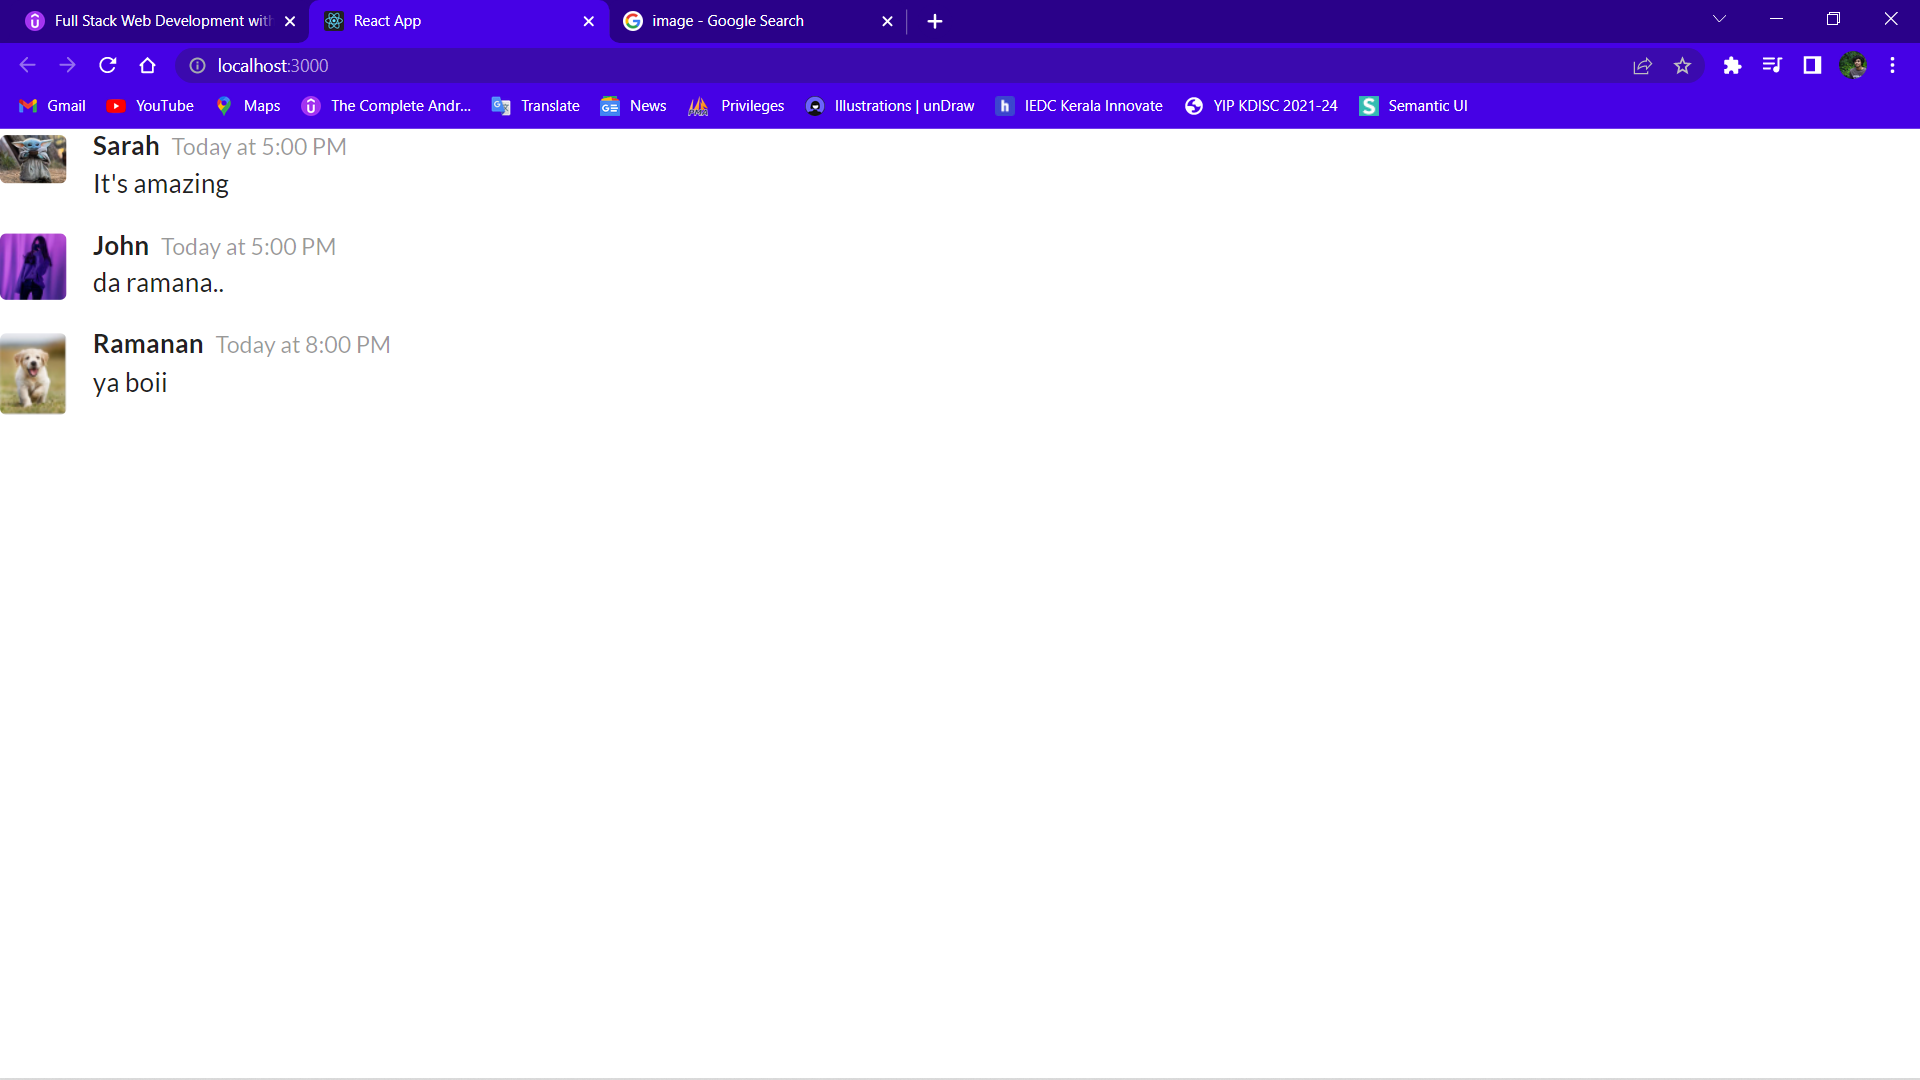 Full Stack Web Development with
React App
image - Google Search
localhost:3000
Gmail
YouTube
Maps
The Complete Andr...
Translate
News
Privileges
Illustrations | unDraw
IEDC Kerala Innovate
YIP KDISC 2021-24
Semantic UI
Sarah Today at 5:00 PM
It's amazing
John Today at 5:00 PM
da ramana..
Ramanan Today at 8:00 PM
ya boii